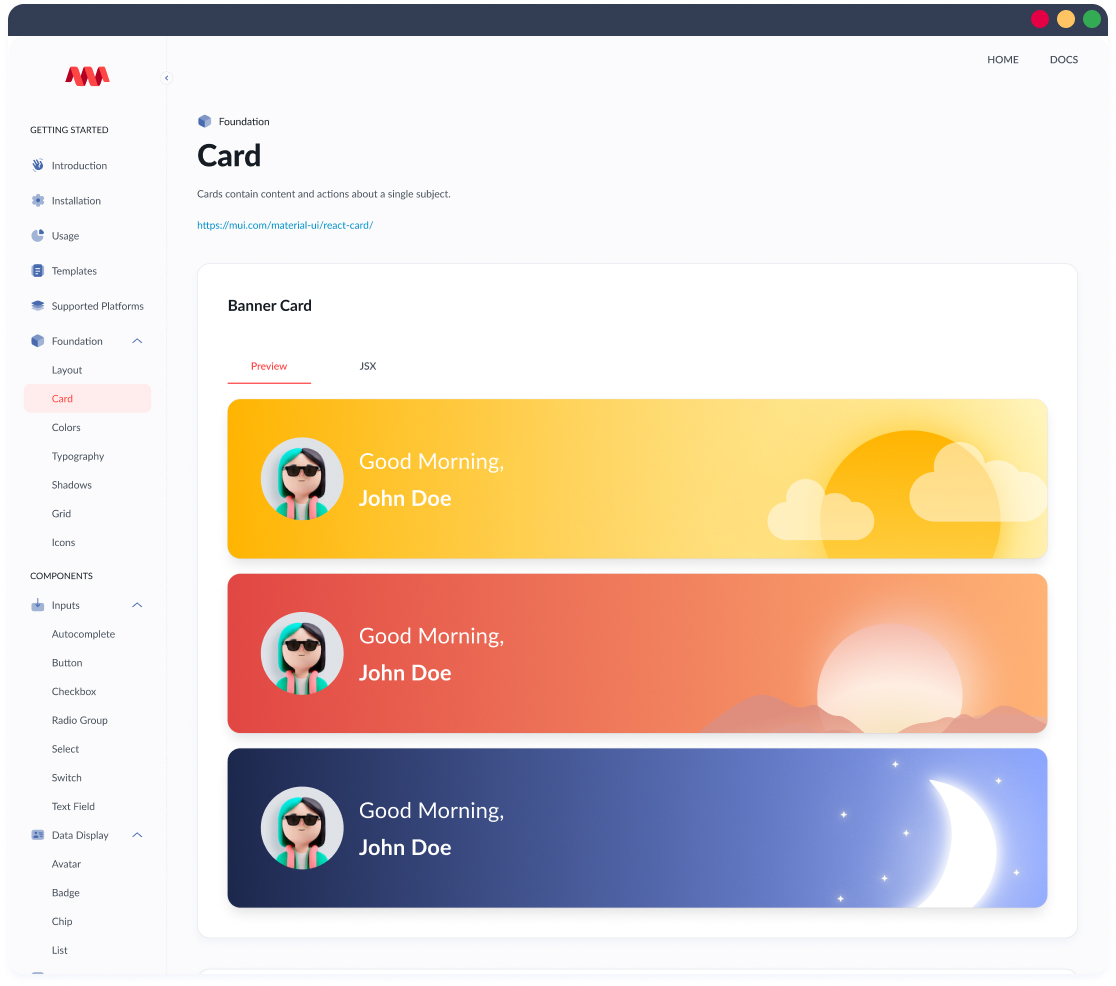 HOME
DOCS
GETTING STARTED
Introduction
Installation
Usage
Templates
Supported Platforms
Foundation
Layout
Card
Colors
Typography
Shadows
Grid
Icons
COMPONENTS
Inputs
Autocomplete
Button
Checkbox
Radio Group
Select
Switch
Text Field
Data Display
Avatar
Badge
Chip
List
Foundation
Card
Cards contain content and actions about a single subject.
https://mui.com/material-ui/react-card/
Banner Card
Preview
JSX
Good Morning,
John Doe
Good Morning,
John Doe
Good Morning,
John Doe